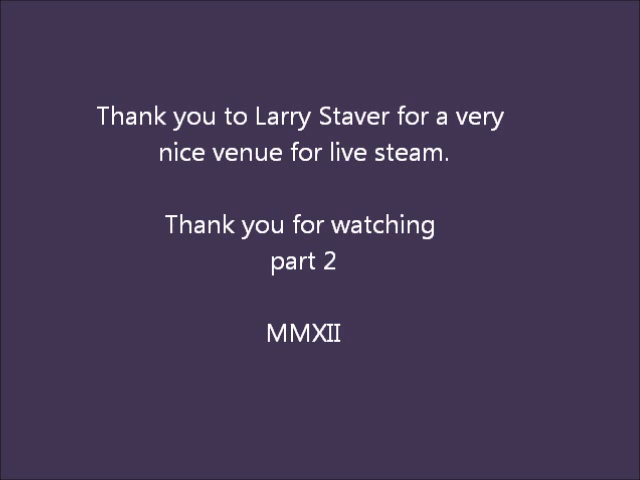 Thank you to Larry Staver for a very
nice venue for live steam.
Thank you for watching
part 2
MMXII